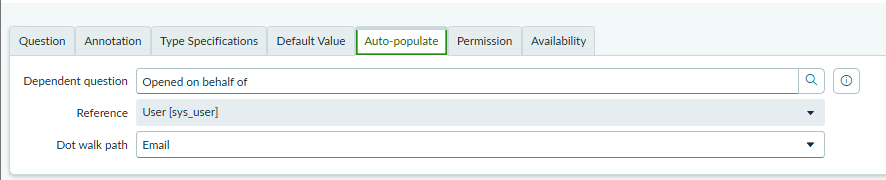 Question Annotation Type Specifications Default Value Auto-populate Permission Availability
Dependent question Opened on behalf of
Reference User [sys_user]
Dot walk path Email